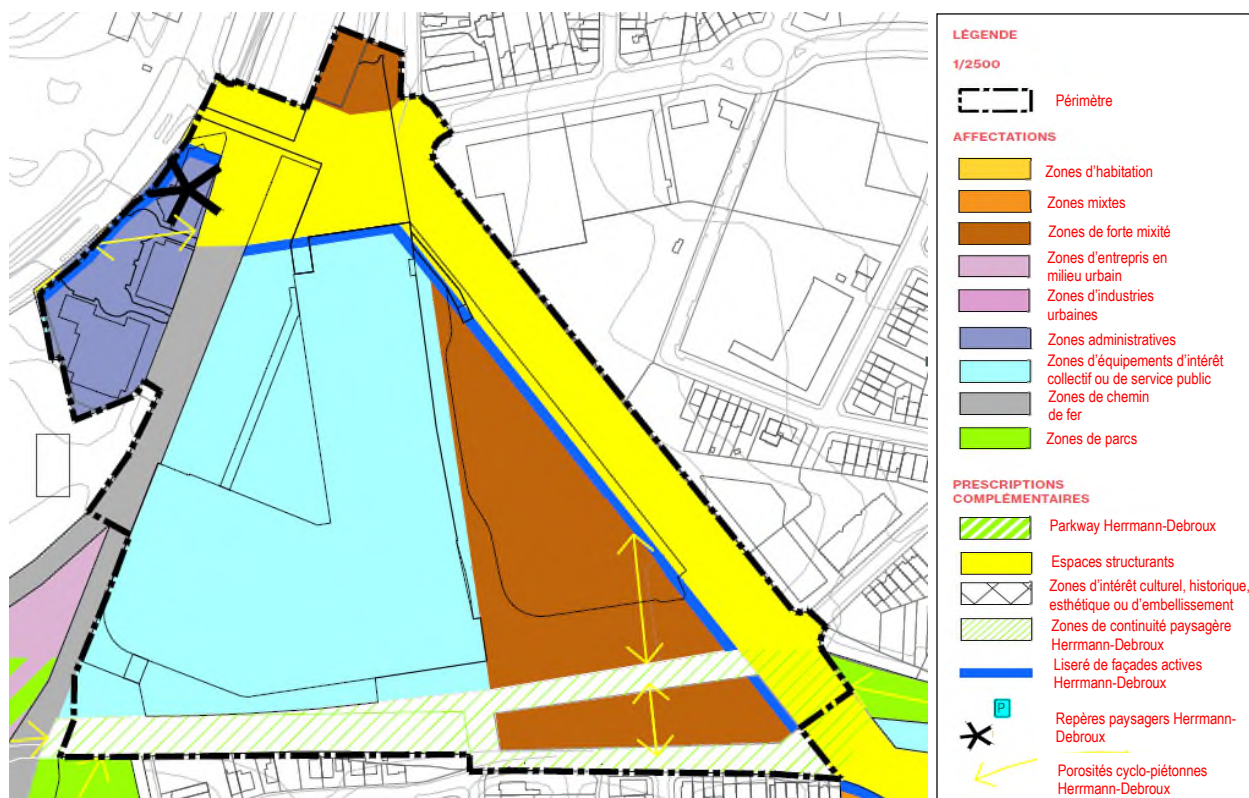 LÉGENDE
1/2500
Périmètre
AFFECTATIONS
Zones d'habitation
Zones mixtes
Zones de forte mixité
Zones d'entrepris en
milieu urbain
Zones d'industries
urbaines
Zones administratives
Zones d'équipements d'intérêt
collectif ou de service public
Zones de chemin
de fer
Zones de parcs
PRESCRIPTIONS
COMPLÉMENTAIRES
Parkway Herrmann-Debroux
Espaces structurants
Zones d'intérêt culturel, historique,
esthétique ou d'embellissement
Zones de continuité paysagère
Herrmann-Debroux
Liseré de façades actives
Herrmann-Debroux
P
Repères paysagers Herrmann-
Debroux
Porosités cyclo-piétonnes
Herrmann-Debroux